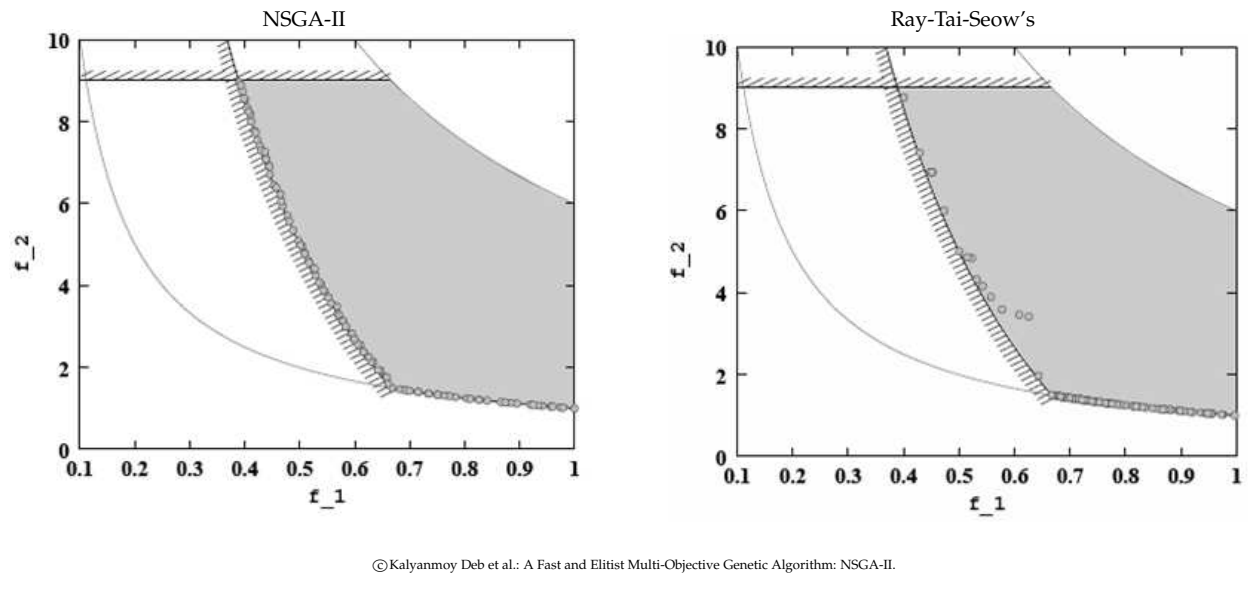 NSGA-II
10
8
6
4
2
0
f_2
0.1 0.2 0.3 0.4 0.5 0.6 0.7 0.8 0.9 1
f_1
Ray-Tai-Seow's
10
8
6
4
2
0
f_2
0.1 0.2 0.3 0.4 0.5 0.6 0.7 0.8 0.9 1
f_1
©Kalyanmoy Deb et al.: A Fast and Elitist Multi-Objective Genetic Algorithm: NSGA-II.